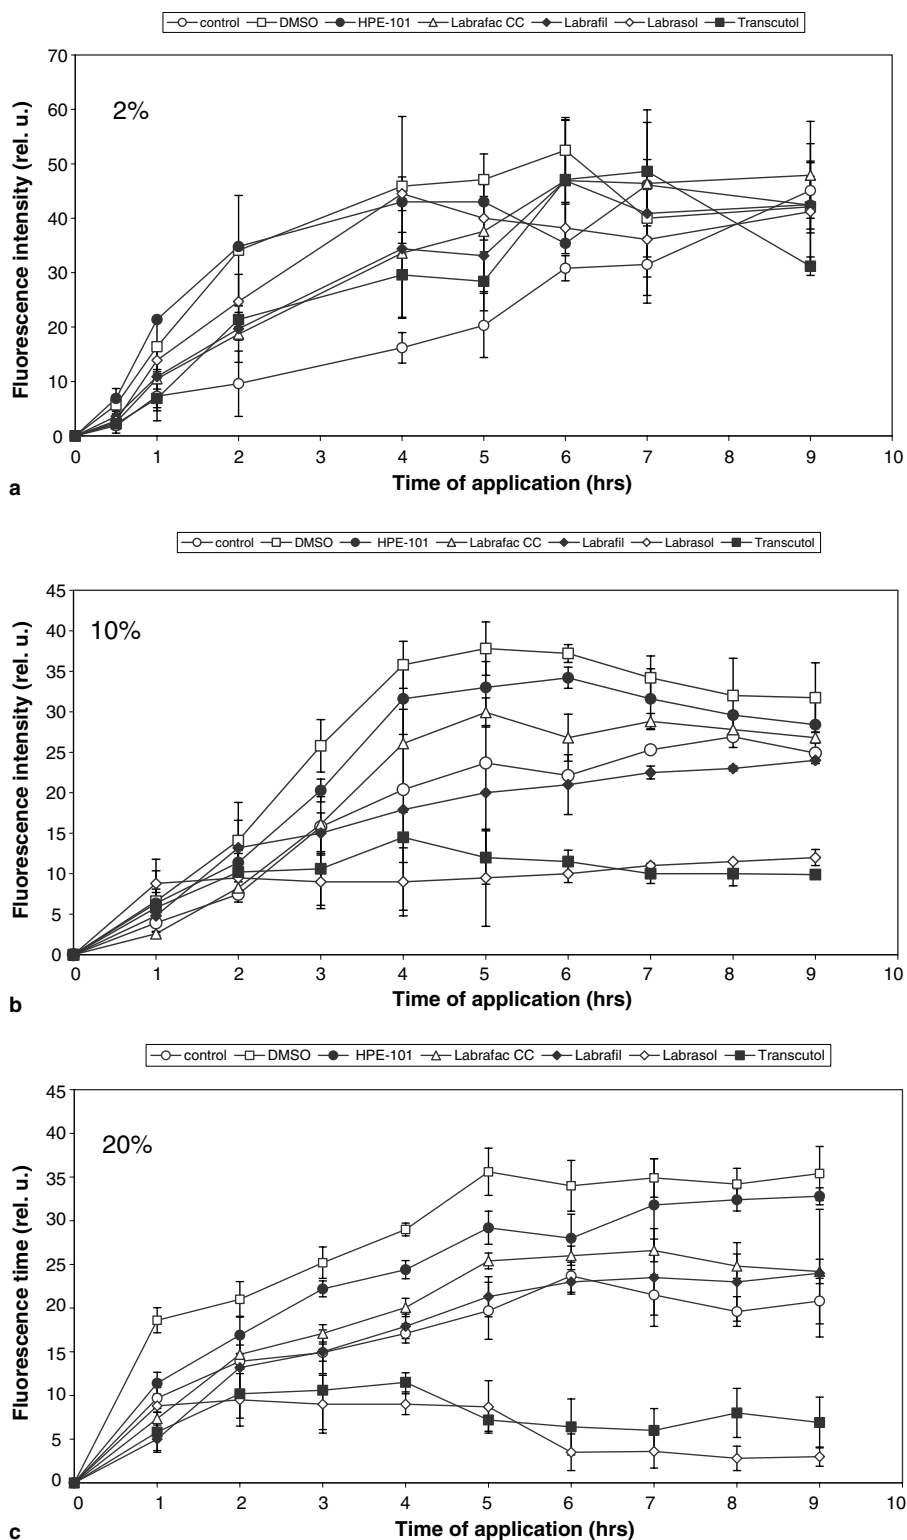 control DMSO HPE-101 Labrafac CC Labrafil Labrasol Transcutol
70
60
50
40
30
20
10
0
2%
Fluorescence intensity (rel. u.)
0 1 2 3 4 5 6 7 8 9 10
Time of application (hrs)
a
control DMSO HPE-101 Labrafac CC Labrafil Labrasol Transcutol
45
40
35
30
25
20
15
10
5
0
10%
Fluorescence intensity (rel. u.)
0 1 2 3 4 5 6 7 8 9 10
Time of application (hrs)
b
control DMSO HPE-101 Labrafac CC Labrafil Labrasol Transcutol
45
40
35
30
25
20
15
10
5
0
20%
Fluorescence time (rel. u.)
0 1 2 3 4 5 6 7 8 9 10
Time of application (hrs)
c